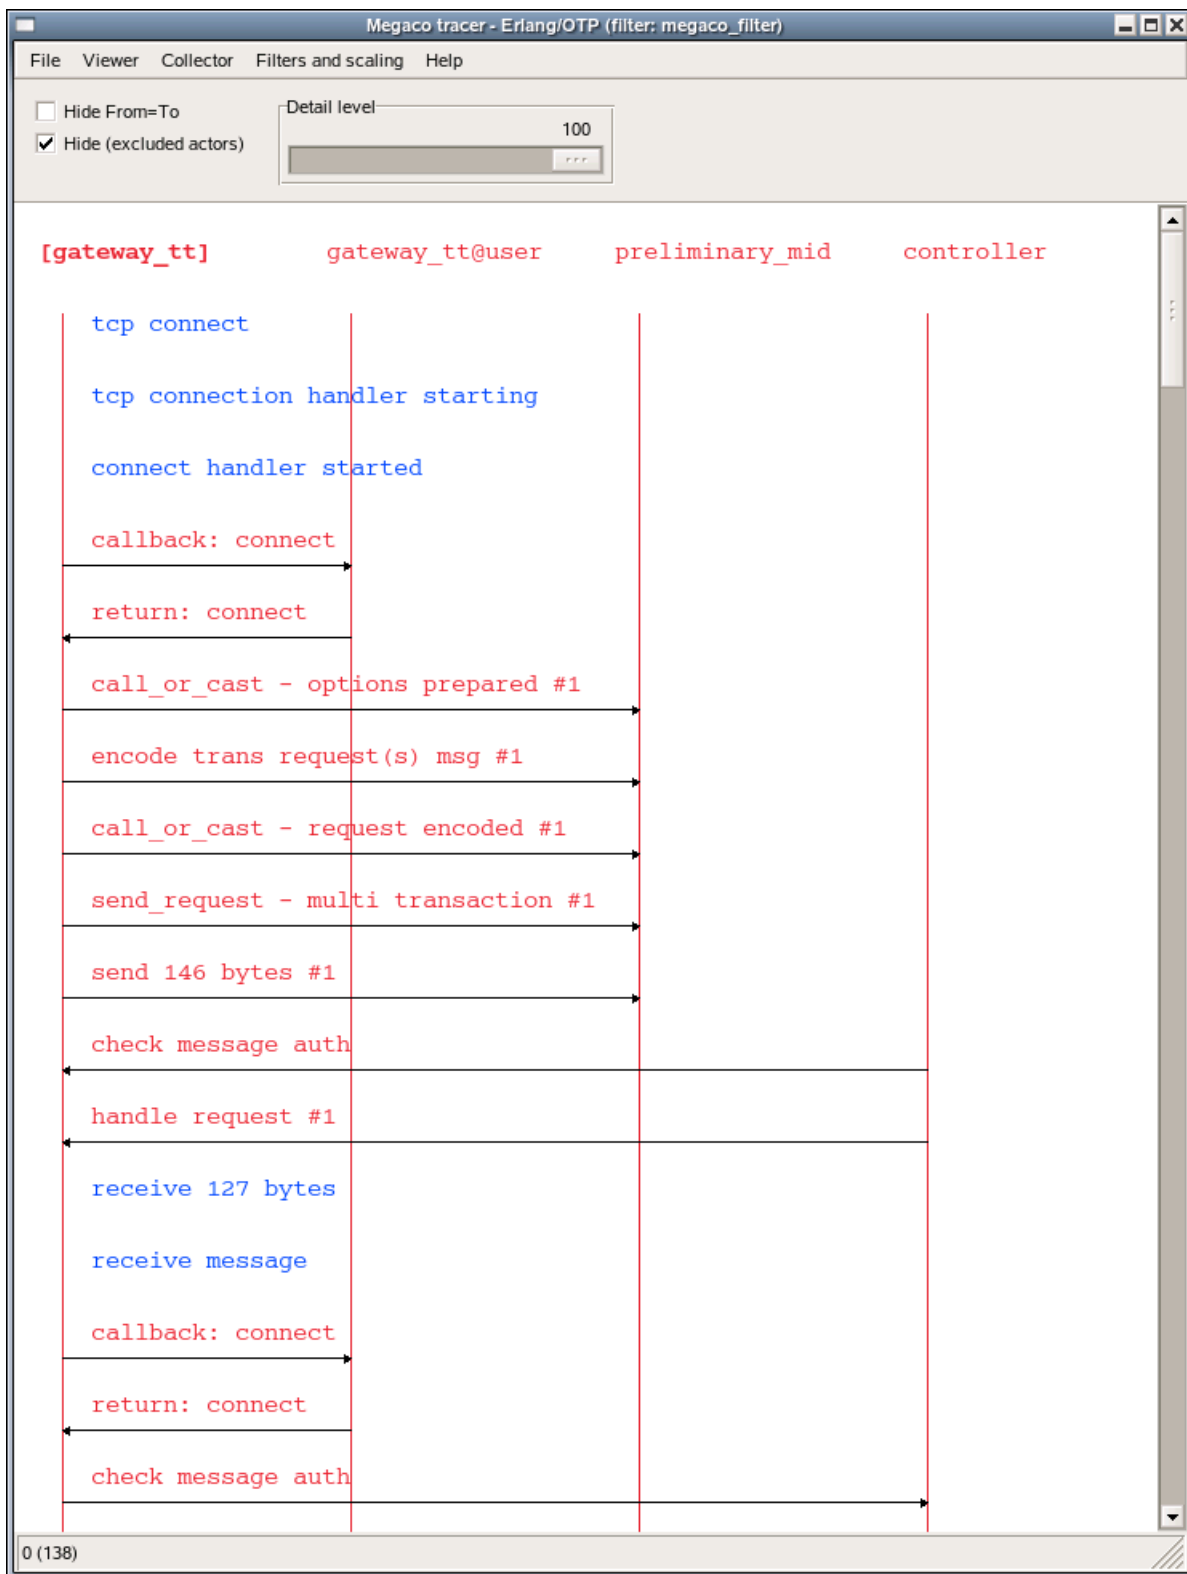 Megaco tracer - Erlang/OTP (filter: megaco_filter)
File Viewer Collector Filters and scaling Help
Hide From=To
Detail level
100
Hide (excluded actors)
[gateway_tt] gateway_tt@user preliminary_mid controller
tcp connect
tcp connection handler starting
connect handler started
callback: connect
return: connect
call_or_cast - options prepared #1
encode trans request(s) msg #1
call_or_cast - request encoded #1
send_request - multi transaction #1
send 146 bytes #1
check message auth
handle request #1
receive 127 bytes
receive message
callback: connect
return: connect
check message auth
0 (138)